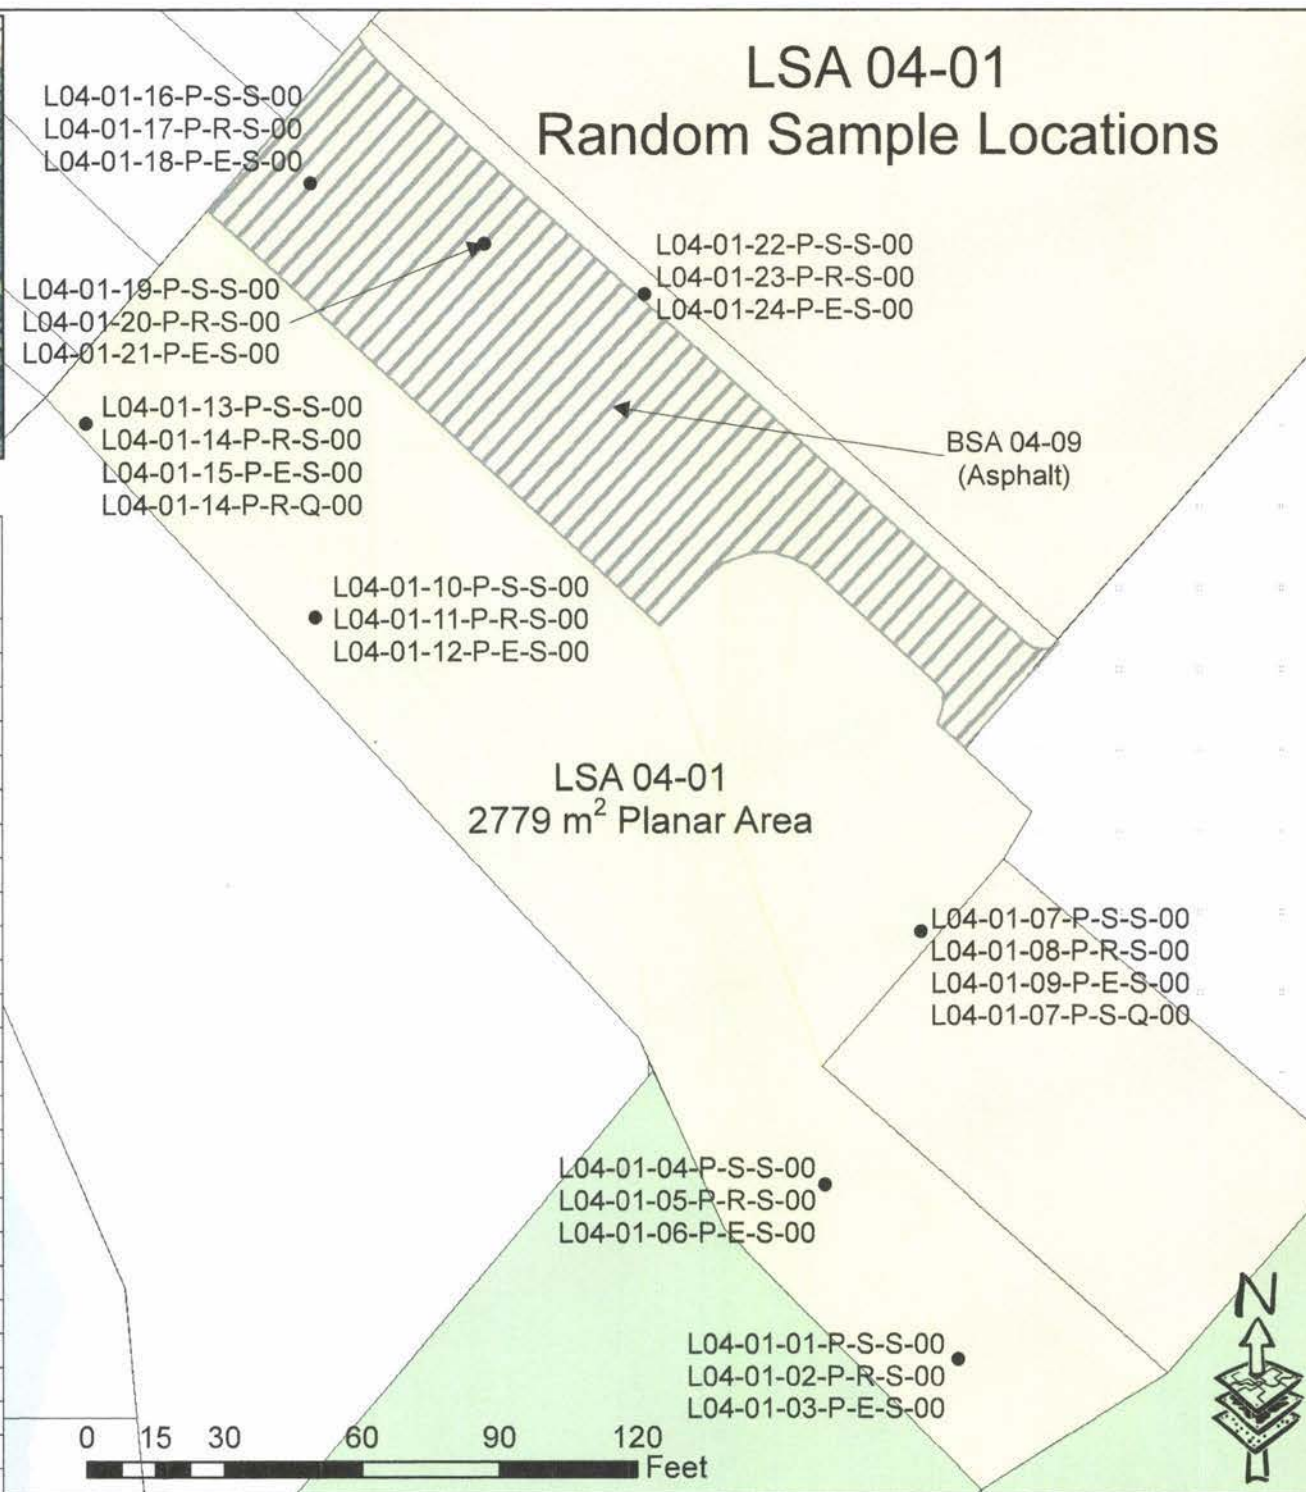 LSA 04-01
Random Sample Locations
L04-01-16-P-S-S-00
L04-01-17-P-R-S-00
L04-01-18-P-E-S-00
L04-01-22-P-S-S-00
L04-01-23-P-R-S-00
L04-01-24-P-E-S-00
L04-01-19-P-S-S-00
L04-01-20-P-R-S-00
L04-01-21-P-E-S-00
L04-01-13-P-S-S-00
L04-01-14-P-R-S-00
L04-01-15-P-E-S-00
L04-01-14-P-R-Q-00
BSA 04-09
(Asphalt)
L04-01-10-P-S-S-00
L04-01-11-P-R-S-00
L04-01-12-P-E-S-00
LSA 04-01
2779 m² Planar Area
L04-01-07-P-S-S-00
L04-01-08-P-R-S-00
L04-01-09-P-E-S-00
L04-01-07-P-S-Q-00
L04-01-04-P-S-S-00
L04-01-05-P-R-S-00
L04-01-06-P-E-S-00
L04-01-01-P-S-S-00
L04-01-02-P-R-S-00
L04-01-03-P-E-S-00
N
0 15 30 60 90 120
Feet